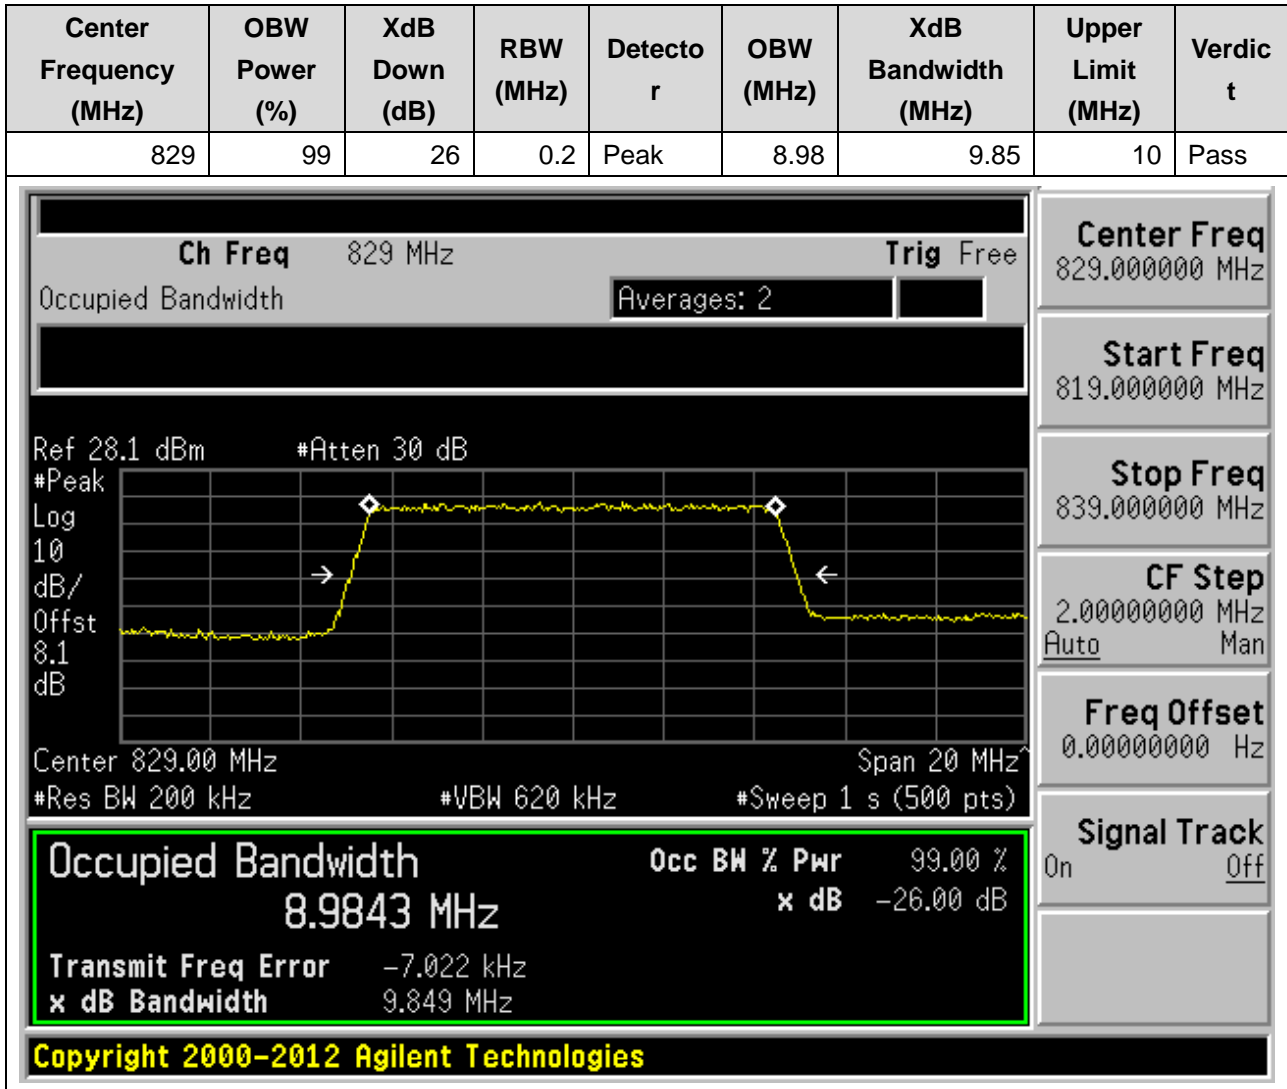 Center Frequency (MHz) OBW Power (%) XdB Down (dB) RBW (MHz) Detecto r OBW (MHz) XdB Bandwidth (MHz) Upper Limit (MHz) Verdic t
829 99 26 0.2 Peak 8.98 9.85 10 Pass
Ch Freq 829 MHz Trig Free
Occupied Bandwidth Averages: 2
Ref 28.1 dBm #Atten 30 dB
#Peak
Log
10
dB/
Offst
8.1
dB
Center 829.00 MHz Span 20 MHz^
#Res BW 200 kHz #VBW 620 kHz #Sweep 1 s (500 pts)
Occupied Bandwidth Occ BW % Pwr 99.00 %
8.9843 MHz x dB -26.00 dB
Transmit Freq Error -7.022 kHz
x dB Bandwidth 9.849 MHz
Copyright 2000-2012 Agilent Technologies
Center Freq
829.000000 MHz
Start Freq
819.000000 MHz
Stop Freq
839.000000 MHz
CF Step
2.00000000 MHz
Auto Man
Freq Offset
0.00000000 Hz
Signal Track
On Off